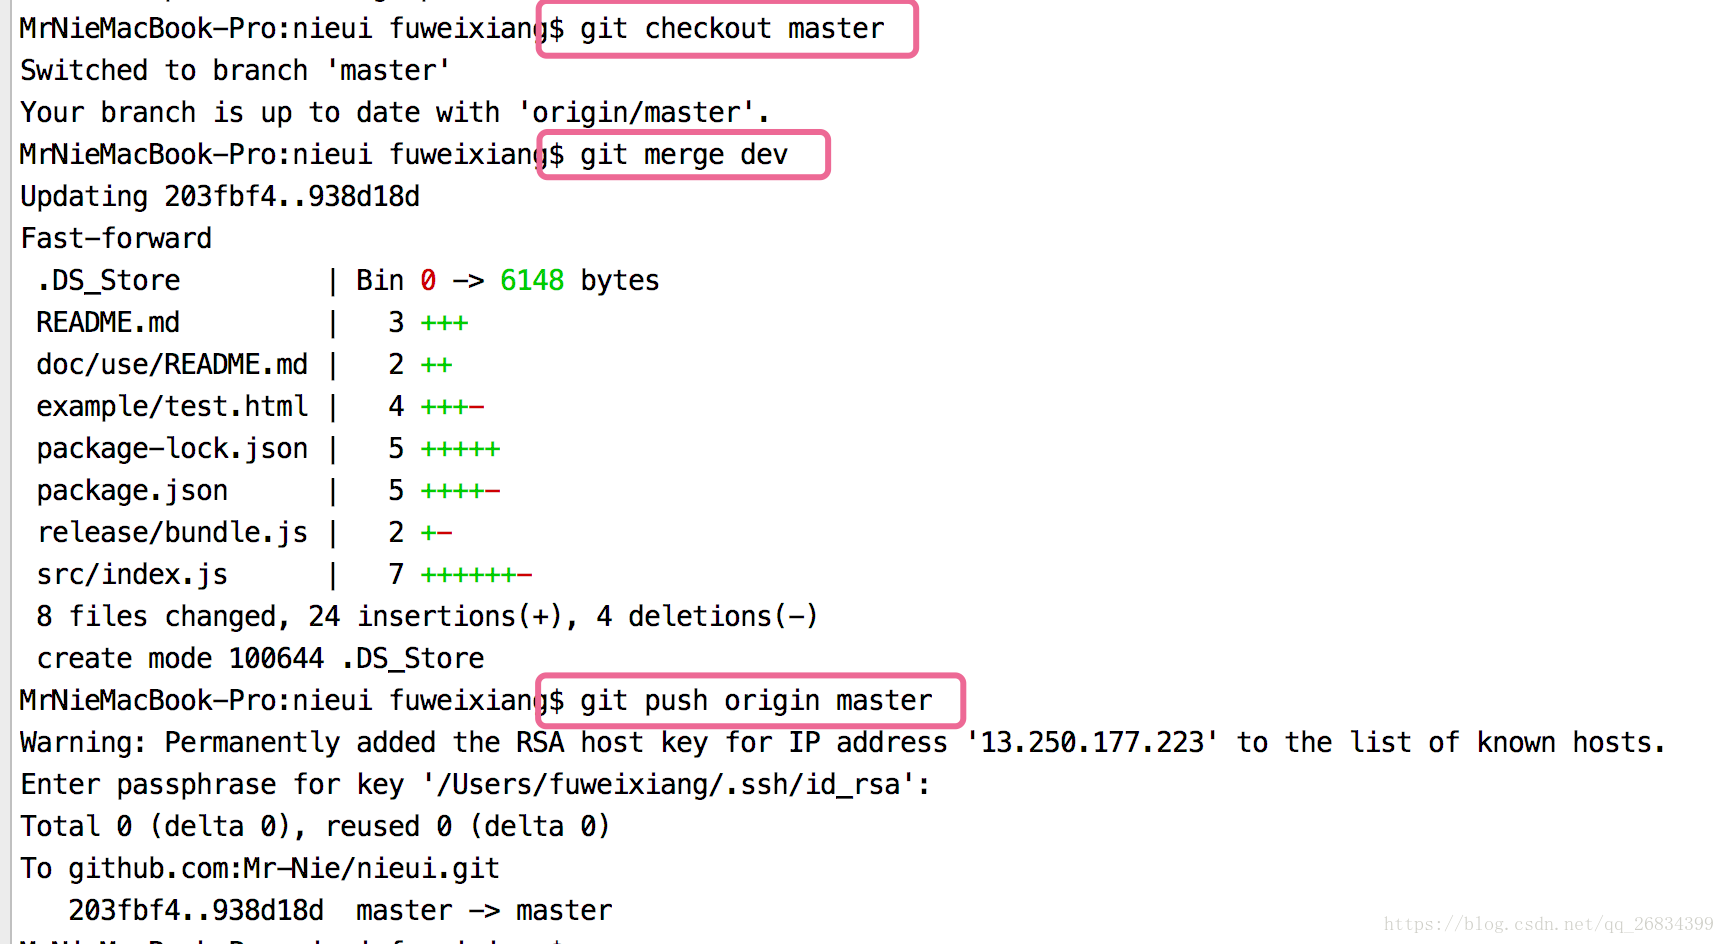 MrNieMacBook-Pro:nieui fuweixiang$ git checkout master
Switched to branch 'master'
Your branch is up to date with 'origin/master'.
MrNieMacBook-Pro:nieui fuweixiang$ git merge dev
Updating 203fbf4..938d18d
Fast-forward
 .DS_Store         | Bin 0 -> 6148 bytes
 README.md         |   3 +++
 doc/use/README.md |   2 ++
 example/test.html |   4 +++-
 package-lock.json |   5 +++++
 package.json      |   5 ++++-
 release/bundle.js |   2 +-
 src/index.js      |   7 ++++++-
 8 files changed, 24 insertions(+), 4 deletions(-)
 create mode 100644 .DS_Store
MrNieMacBook-Pro:nieui fuweixiang$ git push origin master
Warning: Permanently added the RSA host key for IP address '13.250.177.223' to the list of known hosts.
Enter passphrase for key '/Users/fuweixiang/.ssh/id_rsa':
Total 0 (delta 0), reused 0 (delta 0)
To github.com:Mr-Nie/nieui.git
   203fbf4..938d18d  master -> master
https://blog.csdn.net/qq_26834399